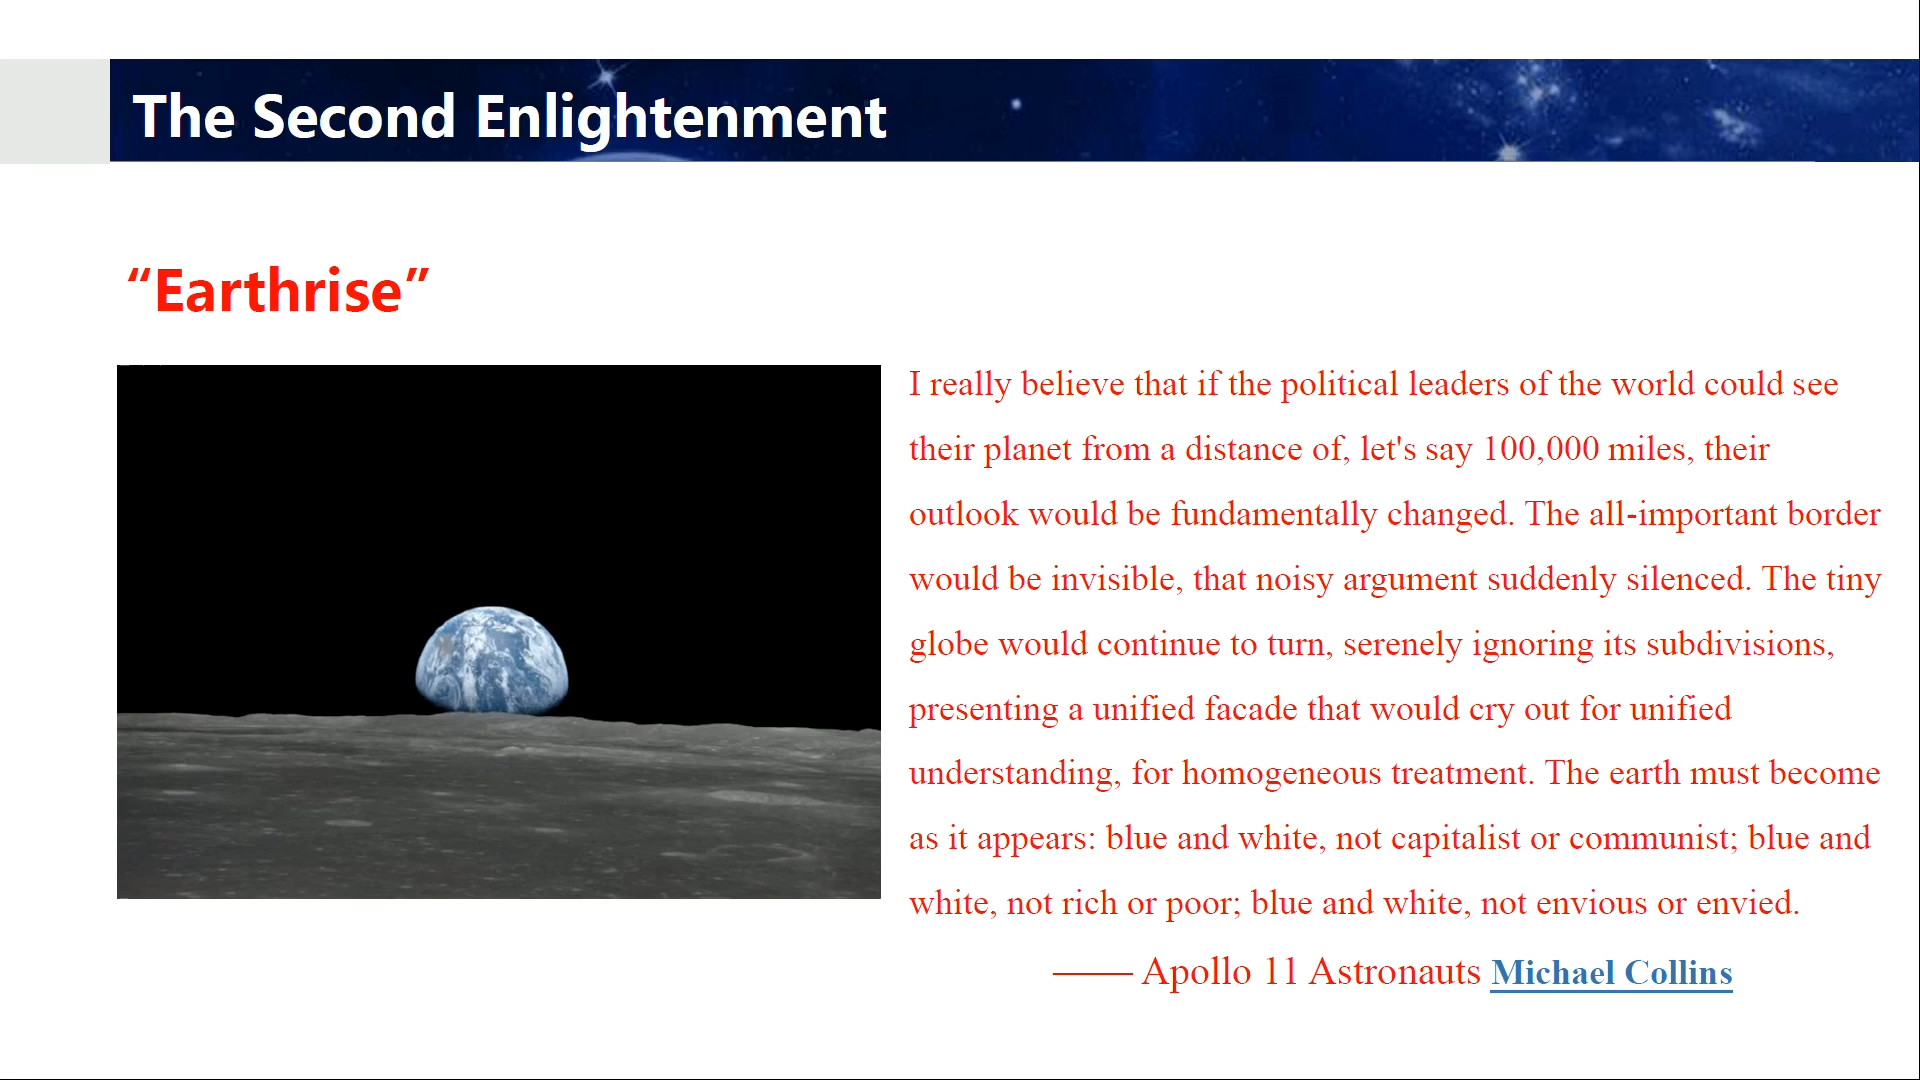 The Second Enlightenment
“Earthrise”
I really believe that if the political leaders of the world could see
their planet from a distance of, let's say 100,000 miles, their
outlook would be fundamentally changed. The all-important border
would be invisible, that noisy argument suddenly silenced. The tiny
globe would continue to turn, serenely ignoring its subdivisions,
presenting a unified facade that would cry out for unified
understanding, for homogeneous treatment. The earth must become
as it appears: blue and white, not capitalist or communist; blue and
white, not rich or poor; blue and white, not envious or envied.
—— Apollo 11 Astronauts Michael Collins